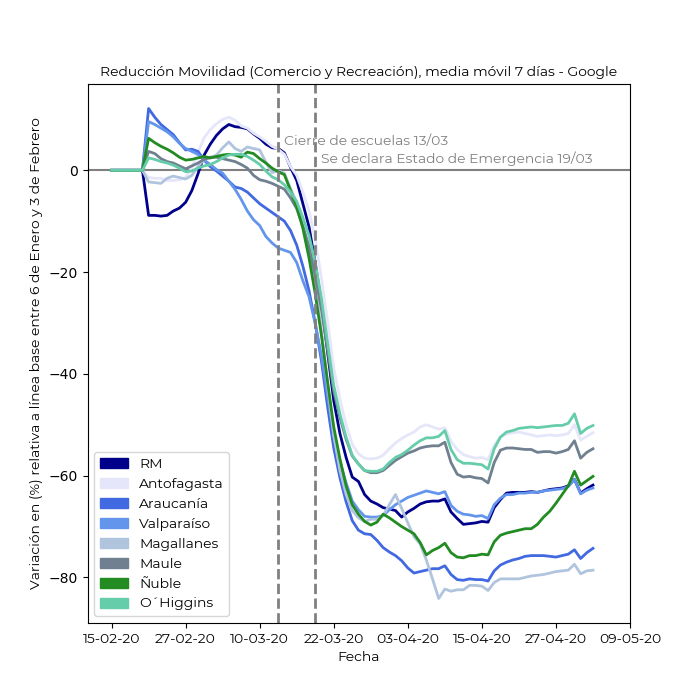 Reducción Movilidad (Comercio y Recreación), media móvil 7 días - Google
Variación en (%) relativa a línea base entre 6 de Enero y 3 de Febrero
Cierre de escuelas 13/03
Se declara Estado de Emergencia 19/03
0
−20
−40
−60
−80
RM
Antofagasta
Araucanía
Valparaíso
Magallanes
Maule
Ñuble
O´Higgins
15-02-20 27-02-20 10-03-20 22-03-20 03-04-20 15-04-20 27-04-20 09-05-20
Fecha